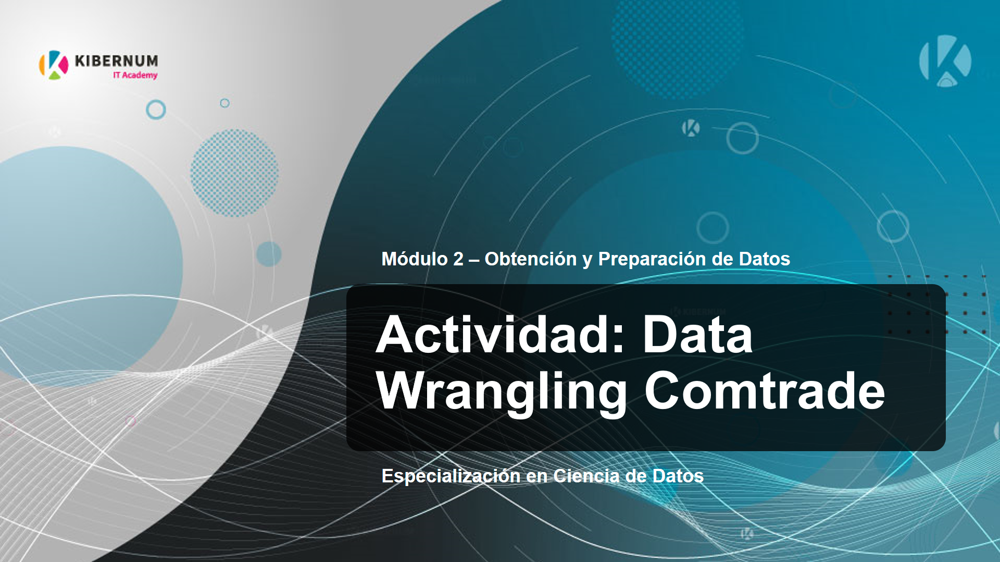 KIBERNUM
IT Academy
Módulo 2 – Obtención y Preparación de Datos
Actividad: Data
Wrangling Comtrade
Especialización en Ciencia de Datos